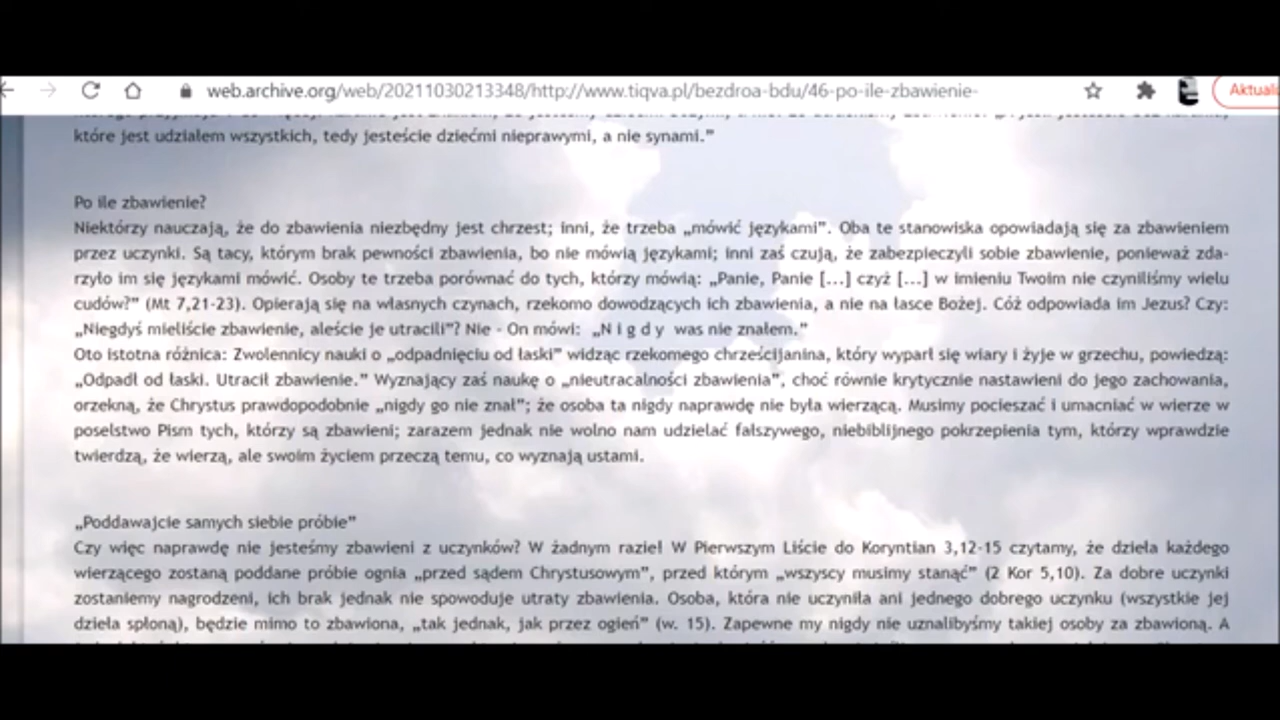 web.archive.org/web/20211030213348/http://www.tiqva.pl/bezdroa-bdu/46-po-ile-zbawienie-
Aktuali
które jest udziałem wszystkich, tedy jesteście dziećmi nieprawymi, a nie synami.”
Po ile zbawienie?
Niektórzy nauczają, że do zbawienia niezbędny jest chrzest; inni, że trzeba „mówić językami”. Oba te stanowiska opowiadają się za zbawieniem
przez uczynki. Są tacy, którym brak pewności zbawienia, bo nie mówią językami; inni zaś czują, że zabezpieczyli sobie zbawienie, ponieważ zda-
rzyło im się językami mówić. Osoby te trzeba porównać do tych, którzy mówią: „Panie, Panie [...] czyż [...] w imieniu Twoim nie czyniliśmy wielu
cudów?” (Mt 7,21-23). Opierają się na własnych czynach, rzekomo dowodzących ich zbawienia, a nie na łasce Bożej. Cóż odpowiada im Jezus? Czy:
„Niegdyś mieliście zbawienie, aleście je utracili”? Nie - On mówi: „N i g d y was nie znałem.”
Oto istotna różnica: Zwolennicy nauki o „odpadnięciu od łaski” widząc rzekomego chrześcijanina, który wyparł się wiary i żyje w grzechu, powiedzą:
„Odpadł od łaski. Utracił zbawienie.” Wyznający zaś naukę o „nieutracalności zbawienia”, choć równie krytycznie nastawieni do jego zachowania,
orzekną, że Chrystus prawdopodobnie „nigdy go nie znał”; że osoba ta nigdy naprawdę nie była wierzącą. Musimy pocieszać i umacniać w wierze w
poselstwo Pism tych, którzy są zbawieni; zarazem jednak nie wolno nam udzielać fałszywego, niebiblijnego pokrzepienia tym, którzy wprawdzie
twierdzą, że wierzą, ale swoim życiem przeczą temu, co wyznają ustami.
„Poddawajcie samych siebie próbie”
Czy więc naprawdę nie jesteśmy zbawieni z uczynków? W żadnym razie! W Pierwszym Liście do Koryntian 3,12-15 czytamy, że dzieła każdego
wierzącego zostaną poddane próbie ognia „przed sądem Chrystusowym”, przed którym „wszyscy musimy stanąć” (2 Kor 5,10). Za dobre uczynki
zostaniemy nagrodzeni, ich brak jednak nie spowoduje utraty zbawienia. Osoba, która nie uczyniła ani jednego dobrego uczynku (wszystkie jej
dzieła spłoną), będzie mimo to zbawiona, „tak jednak, jak przez ogień” (w. 15). Zapewne my nigdy nie uznalibyśmy takiej osoby za zbawioną. A